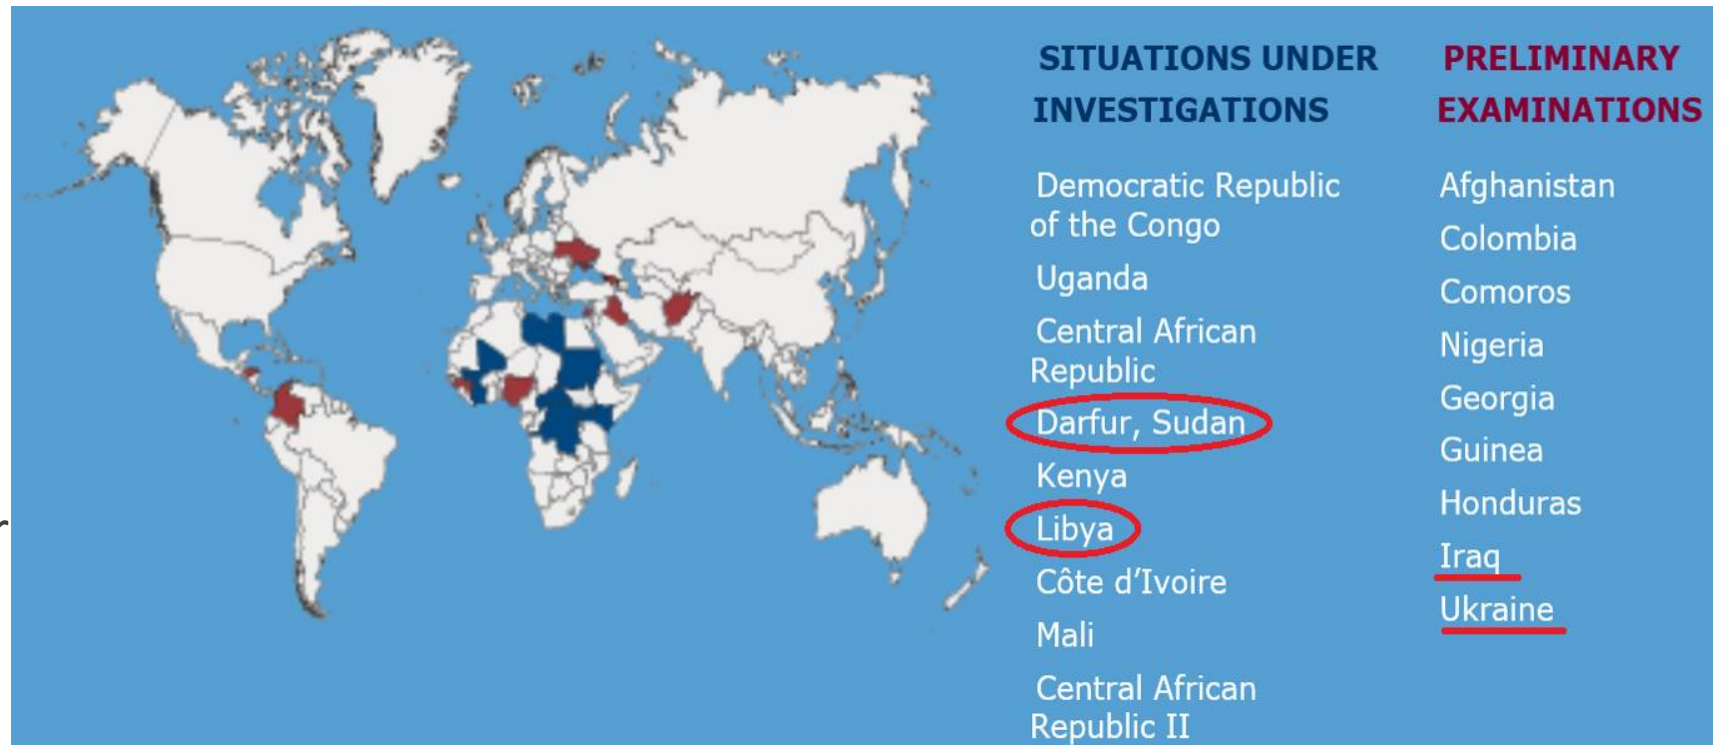 SITUATIONS UNDER
INVESTIGATIONS
Democratic Republic
of the Congo
Uganda
Central African
Republic
Darfur, Sudan
Kenya
Libya
Côte d’Ivoire
Mali
Central African
Republic II
PRELIMINARY
EXAMINATIONS
Afghanistan
Colombia
Comoros
Nigeria
Georgia
Guinea
Honduras
Iraq
Ukraine
r